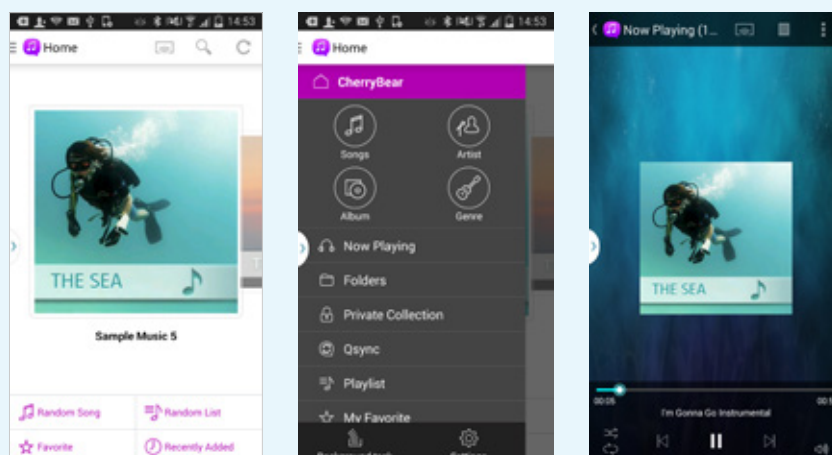 14:53
Home
THE SEA
Sample Music 5
Random Song
Random List
Favorite
Recently Added
14:53
Home
CherryBear
Songs
Artist
Album
Genre
Now Playing
Folders
Private Collection
Qsync
Playlist
My Favorite
Now Playing (1...
THE SEA
00:05
I'm Gonna Go Instrumental